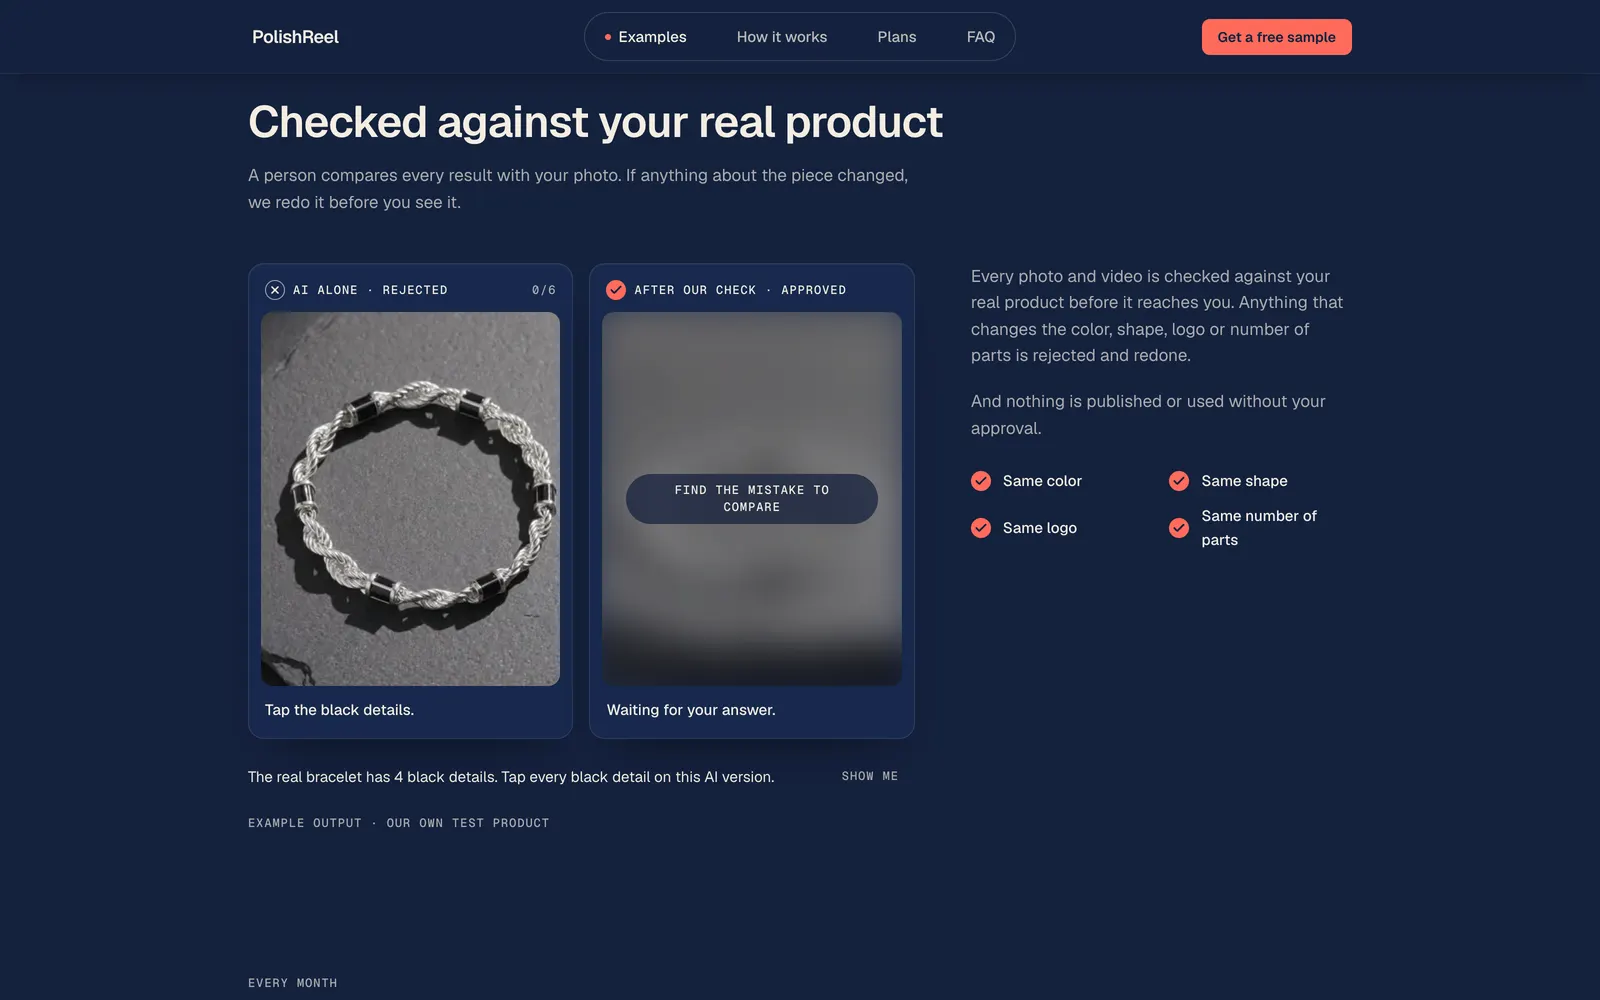 PolishReel
Examples
How it works
Plans
FAQ
Get a free sample
Checked against your real product
A person compares every result with your photo. If anything about the piece changed,
we redo it before you see it.
AI ALONE · REJECTED
0/6
AFTER OUR CHECK · APPROVED
FIND THE MISTAKE TO
COMPARE
Tap the black details.
Waiting for your answer.
The real bracelet has 4 black details. Tap every black detail on this AI version.
SHOW ME
EXAMPLE OUTPUT · OUR OWN TEST PRODUCT
Every photo and video is checked against your
real product before it reaches you. Anything that
changes the color, shape, logo or number of
parts is rejected and redone.
And nothing is published or used without your
approval.
Same color
Same shape
Same logo
Same number of
parts
EVERY MONTH